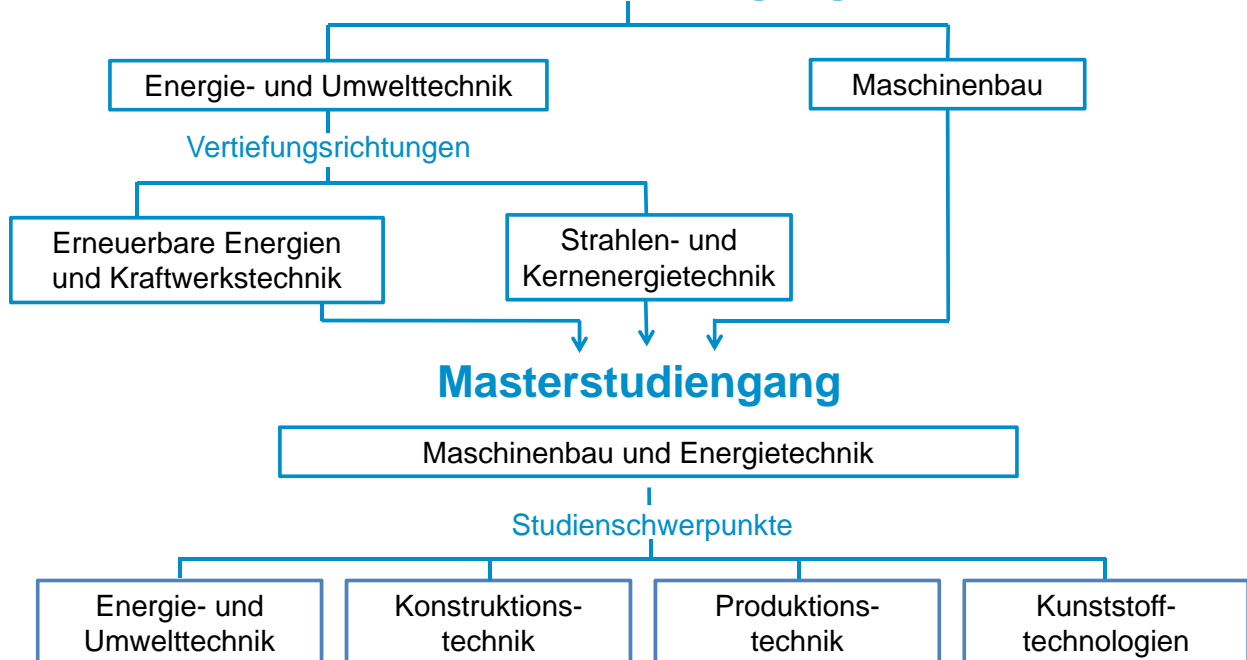 Energie- und Umwelttechnik
Maschinenbau
Vertiefungsrichtungen
Erneuerbare Energien
und Kraftwerkstechnik
Strahlen- und
Kernenergietechnik
Masterstudiengang
Maschinenbau und Energietechnik
Studienschwerpunkte
Energie- und
Umwelttechnik
Konstruktions-
technik
Produktions-
technik
Kunststoff-
technologien